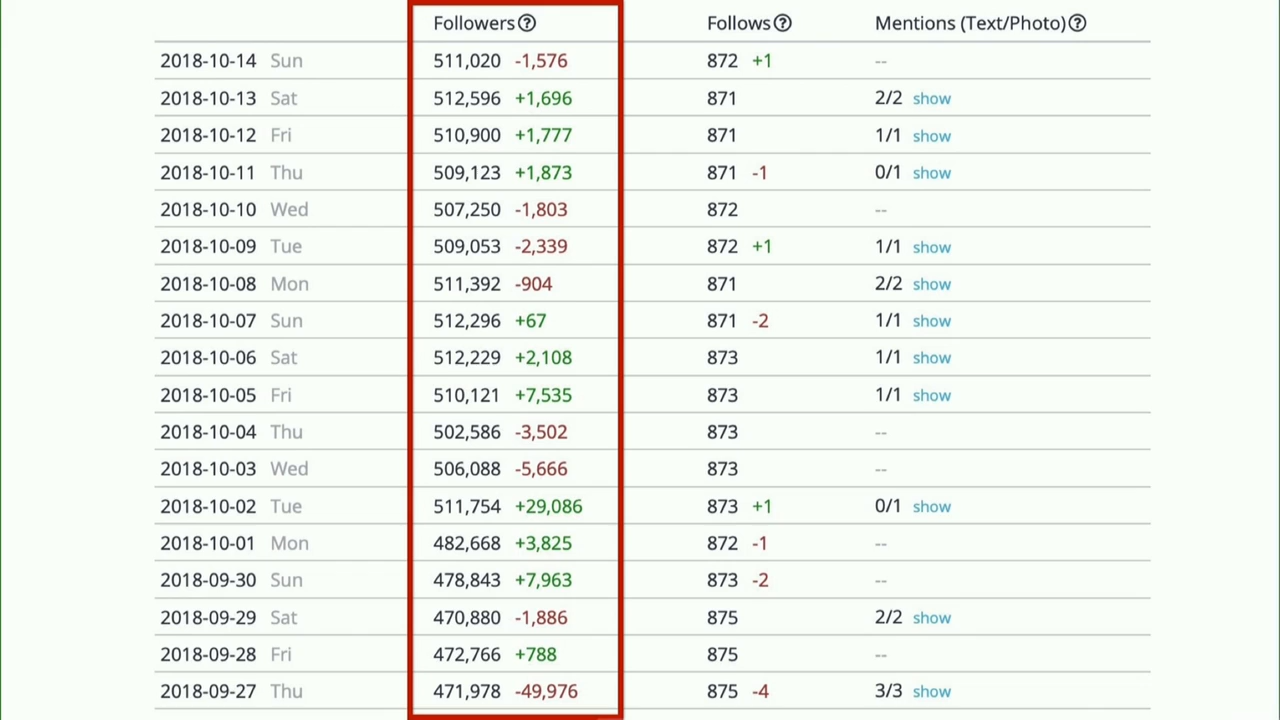 Followers ? Follows ? Mentions (Text/Photo) ?
2018-10-14 Sun 511,020 -1,576 872 +1 --
2018-10-13 Sat 512,596 +1,696 871 2/2 show
2018-10-12 Fri 510,900 +1,777 871 1/1 show
2018-10-11 Thu 509,123 +1,873 871 -1 0/1 show
2018-10-10 Wed 507,250 -1,803 872 --
2018-10-09 Tue 509,053 -2,339 872 +1 1/1 show
2018-10-08 Mon 511,392 -904 871 2/2 show
2018-10-07 Sun 512,296 +67 871 -2 1/1 show
2018-10-06 Sat 512,229 +2,108 873 1/1 show
2018-10-05 Fri 510,121 +7,535 873 1/1 show
2018-10-04 Thu 502,586 -3,502 873 --
2018-10-03 Wed 506,088 -5,666 873 --
2018-10-02 Tue 511,754 +29,086 873 +1 0/1 show
2018-10-01 Mon 482,668 +3,825 872 -1 --
2018-09-30 Sun 478,843 +7,963 873 -2 --
2018-09-29 Sat 470,880 -1,886 875 2/2 show
2018-09-28 Fri 472,766 +788 875 --
2018-09-27 Thu 471,978 -49,976 875 -4 3/3 show